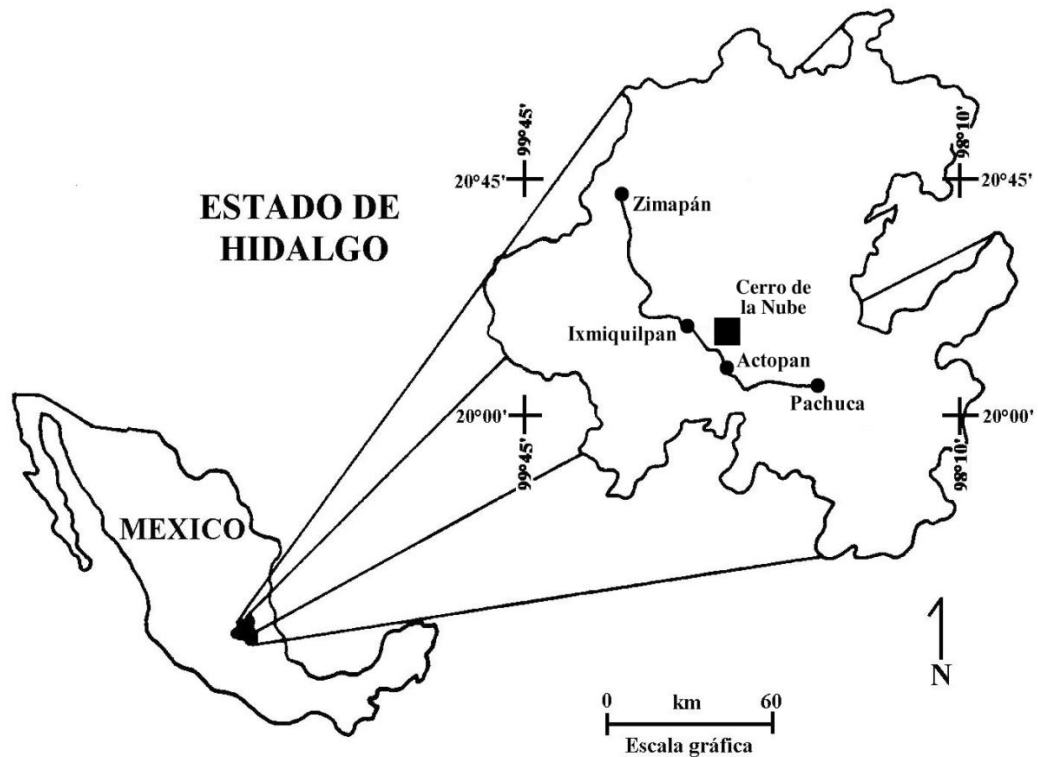 99°45'
98°10'
20°45'
20°45'
ESTADO DE
HIDALGO
Zimapán
Cerro de
la Nube
Ixmiquilpan
Actopan
Pachuca
20°00'
20°00'
99°45'
98°10'
MEXICO
N
0 km 60
Escala gráfica